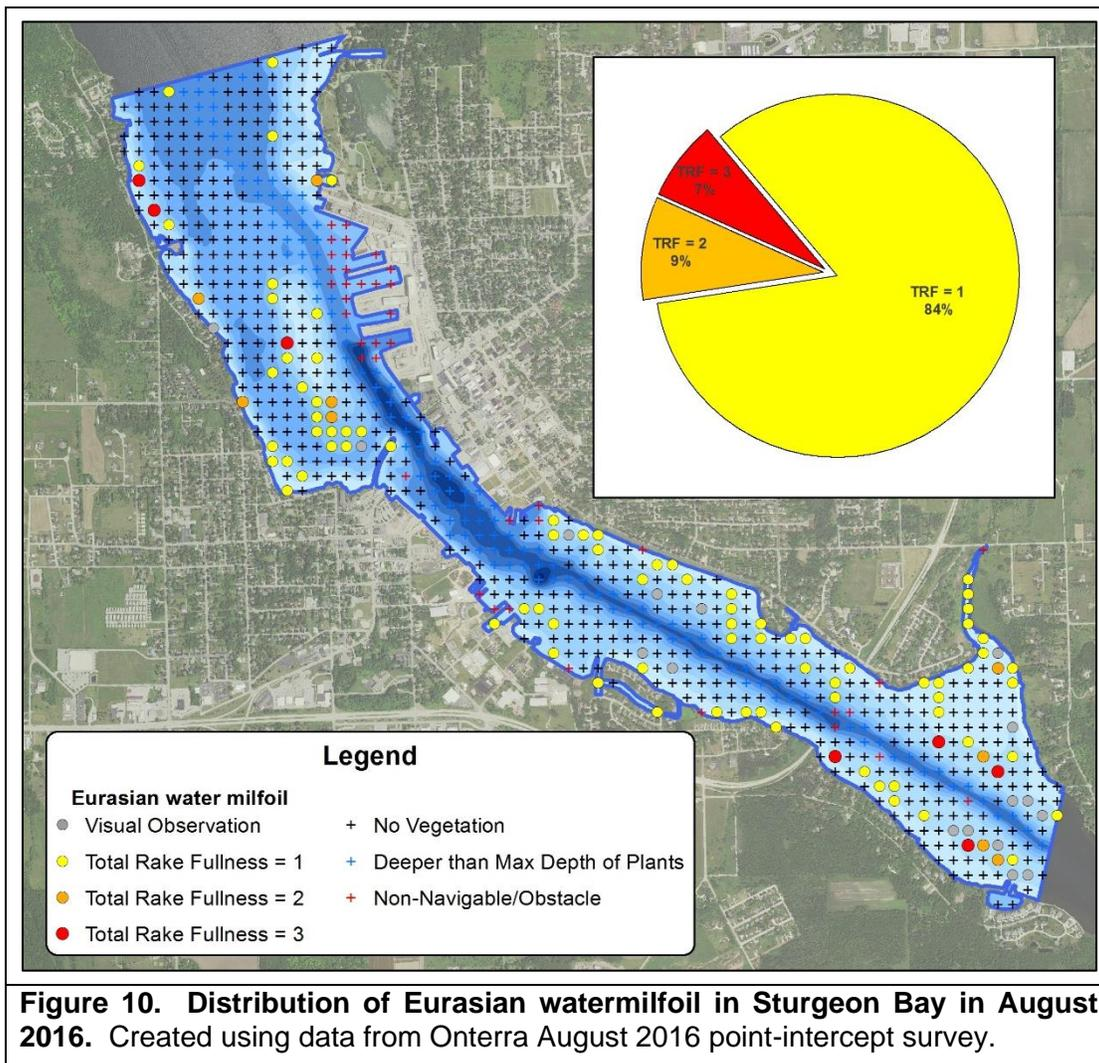 TRF = 3
7%
TRF = 2
9%
TRF = 1
84%
Legend
Eurasian water milfoil
Visual Observation
Total Rake Fullness = 1
Total Rake Fullness = 2
Total Rake Fullness = 3
No Vegetation
Deeper than Max Depth of Plants
Non-Navigable/Obstacle
Figure 10. Distribution of Eurasian watermilfoil in Sturgeon Bay in August
2016. Created using data from Onterra August 2016 point-intercept survey.